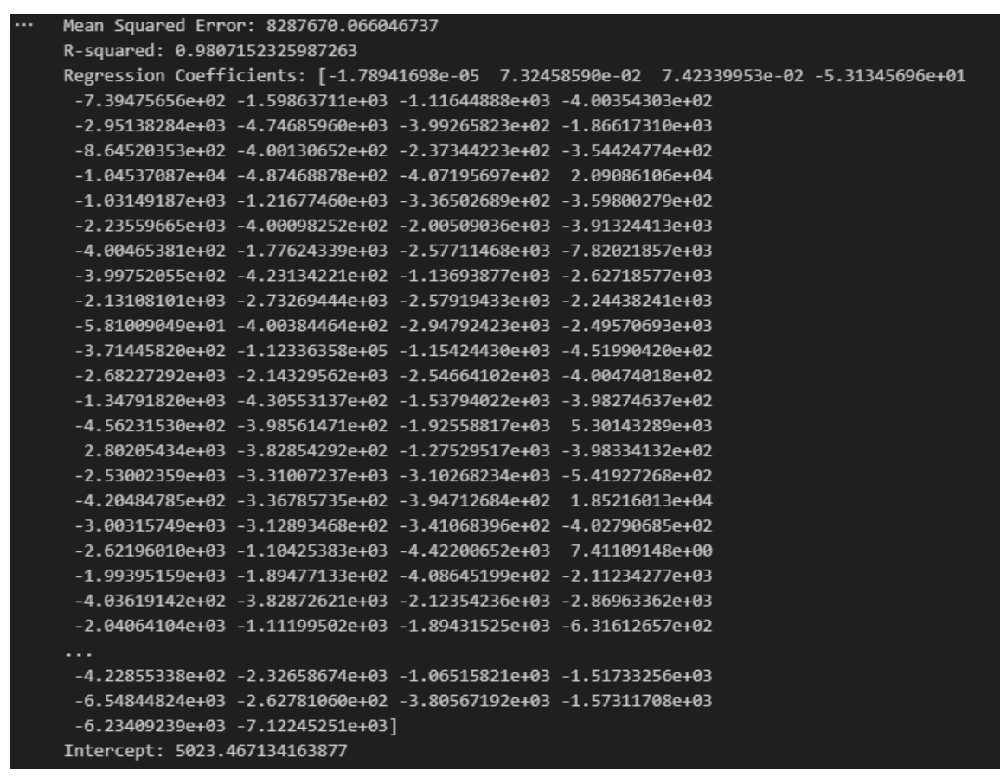 ... Mean Squared Error: 8287670.066046737
R-squared: 0.9807152325987263
Regression Coefficients: [-1.78941698e-05 7.32458590e-02 7.42339953e-02 -5.31345696e+01
-7.39475656e+02 -1.59863711e+03 -1.11644888e+03 -4.00354303e+02
-2.95138284e+03 -4.74685960e+03 -3.99265823e+02 -1.86617310e+03
-8.64520353e+02 -4.00130652e+02 -2.37344223e+02 -3.54424774e+02
-1.04537087e+04 -4.87468878e+02 -4.07195697e+02 2.09086106e+04
-1.03149187e+03 -1.21677460e+03 -3.36502689e+02 -3.59800279e+02
-2.23559665e+03 -4.00098252e+02 -2.00509036e+03 -3.91324413e+03
-4.00465381e+02 -1.77624339e+03 -2.57711468e+03 -7.82021857e+03
-3.99752055e+02 -4.23134221e+02 -1.13693877e+03 -2.62718577e+03
-2.13108101e+03 -2.73269444e+03 -2.57919433e+03 -2.24438241e+03
-5.81009049e+01 -4.00384464e+02 -2.94792423e+03 -2.49570693e+03
-3.71445820e+02 -1.12336358e+05 -1.15424430e+03 -4.51990420e+02
-2.68227292e+03 -2.14329562e+03 -2.54664102e+03 -4.00474018e+02
-1.34791820e+03 -4.30553137e+02 -1.53794022e+03 -3.98274637e+02
-4.56231530e+02 -3.98561471e+02 -1.92558817e+03 5.30143289e+03
2.80205434e+03 -3.82854292e+02 -1.27529517e+03 -3.98334132e+02
-2.53002359e+03 -3.31007237e+03 -3.10268234e+03 -5.41927268e+02
-4.20484785e+02 -3.36785735e+02 -3.94712684e+02 1.85216013e+04
-3.00315749e+03 -3.12893468e+02 -3.41068396e+02 -4.02790685e+02
-2.62196010e+03 -1.10425383e+03 -4.42200652e+03 7.41109148e+00
-1.99395159e+03 -1.89477133e+02 -4.08645199e+02 -2.11234277e+03
-4.03619142e+02 -3.82872621e+03 -2.12354236e+03 -2.86963362e+03
-2.04064104e+03 -1.11199502e+03 -1.89431525e+03 -6.31612657e+02
...
-4.22855338e+02 -2.32658674e+03 -1.06515821e+03 -1.51733256e+03
-6.54844824e+03 -2.62781060e+02 -3.80567192e+03 -1.57311708e+03
-6.23409239e+03 -7.12245251e+03]
Intercept: 5023.467134163877